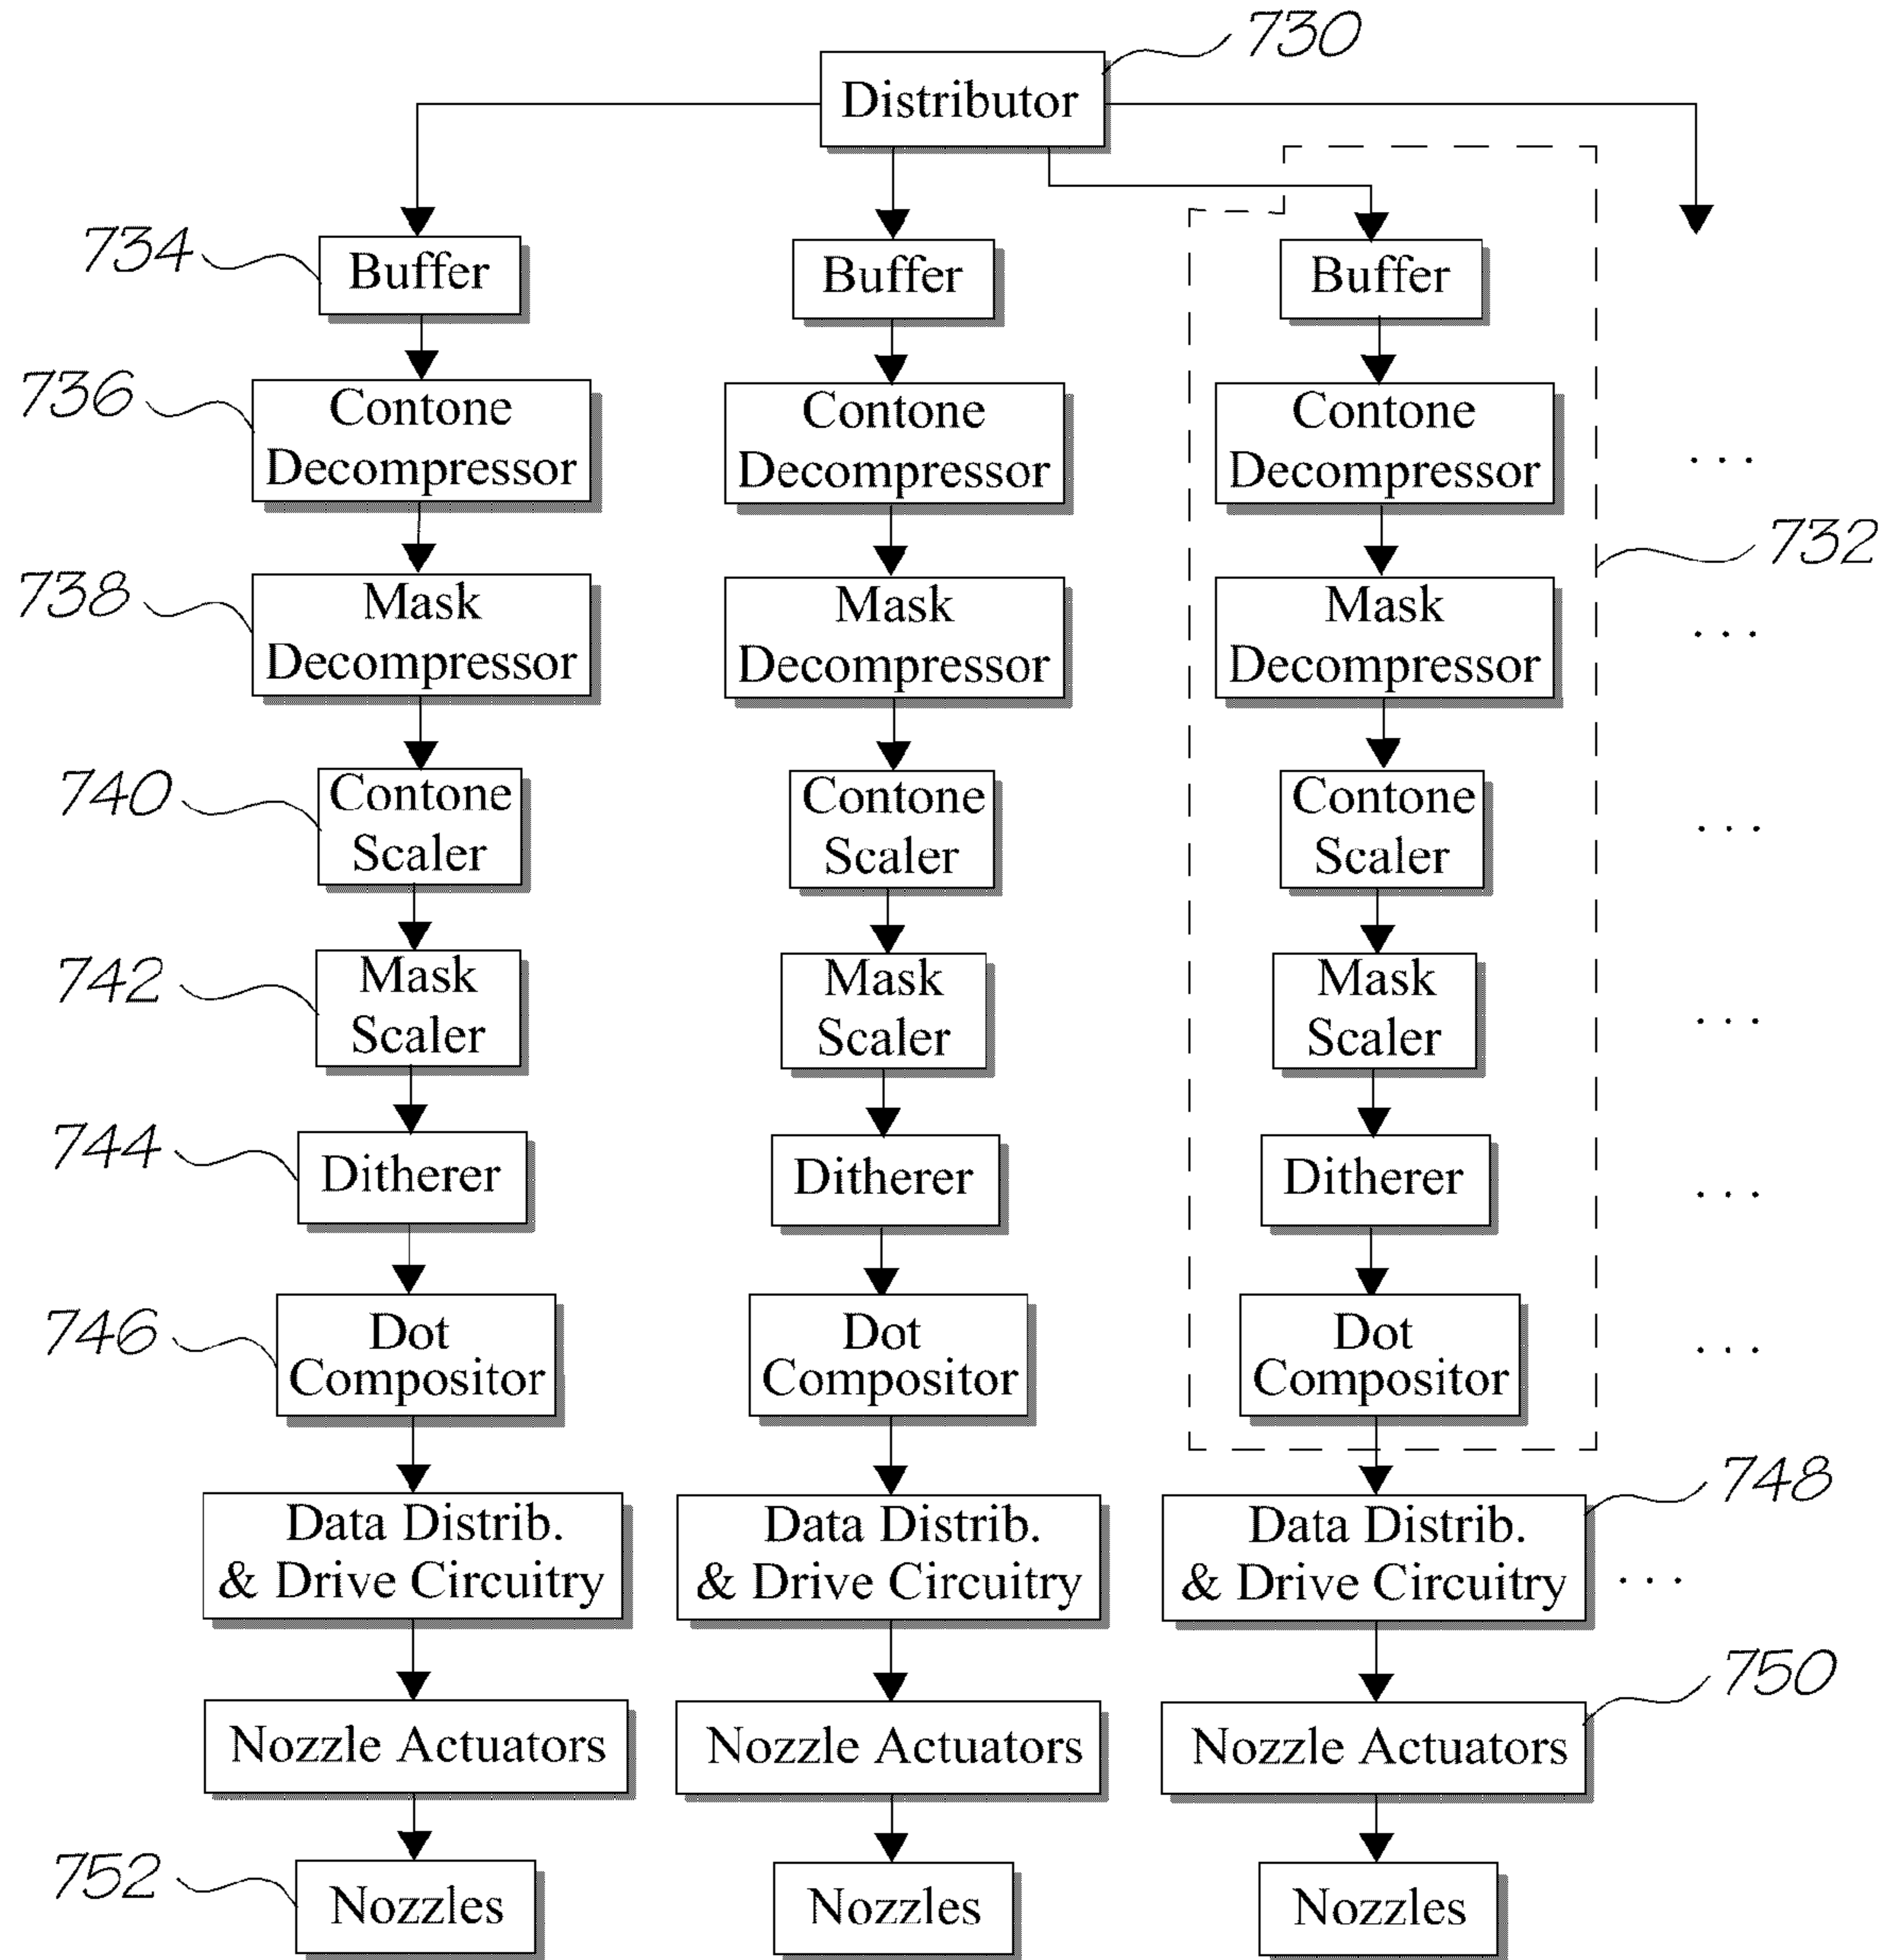 730
Distributor
734
Buffer
Buffer
Buffer
736
Contone
Decompressor
Contone
Decompressor
Contone
Decompressor
. . .
732
738
Mask
Decompressor
Mask
Decompressor
Mask
Decompressor
. . .
740
Contone
Scaler
Contone
Scaler
Contone
Scaler
. . .
742
Mask
Scaler
Mask
Scaler
Mask
Scaler
. . .
744
Ditherer
Ditherer
Ditherer
. . .
746
Dot
Compositor
Dot
Compositor
Dot
Compositor
. . .
748
Data Distrib.
& Drive Circuitry
Data Distrib.
& Drive Circuitry
Data Distrib.
& Drive Circuitry
. . .
750
Nozzle Actuators
Nozzle Actuators
Nozzle Actuators
752
Nozzles
Nozzles
Nozzles